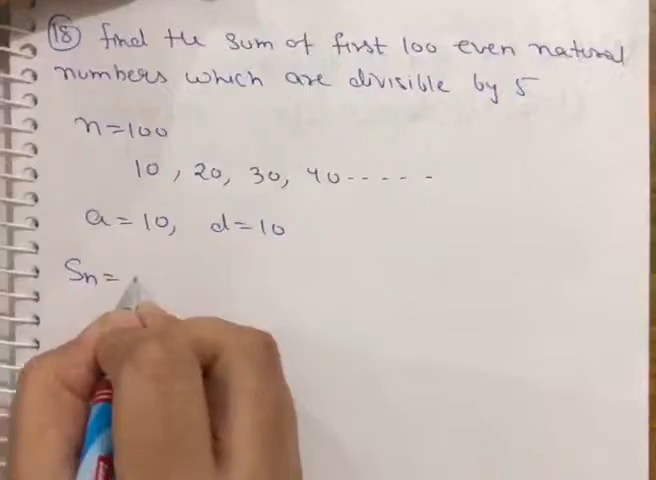 18 find the sum of first 100 even natural
numbers which are divisible by 5
n=100
10, 20, 30, 40-----
a=10, d=10
Sn=